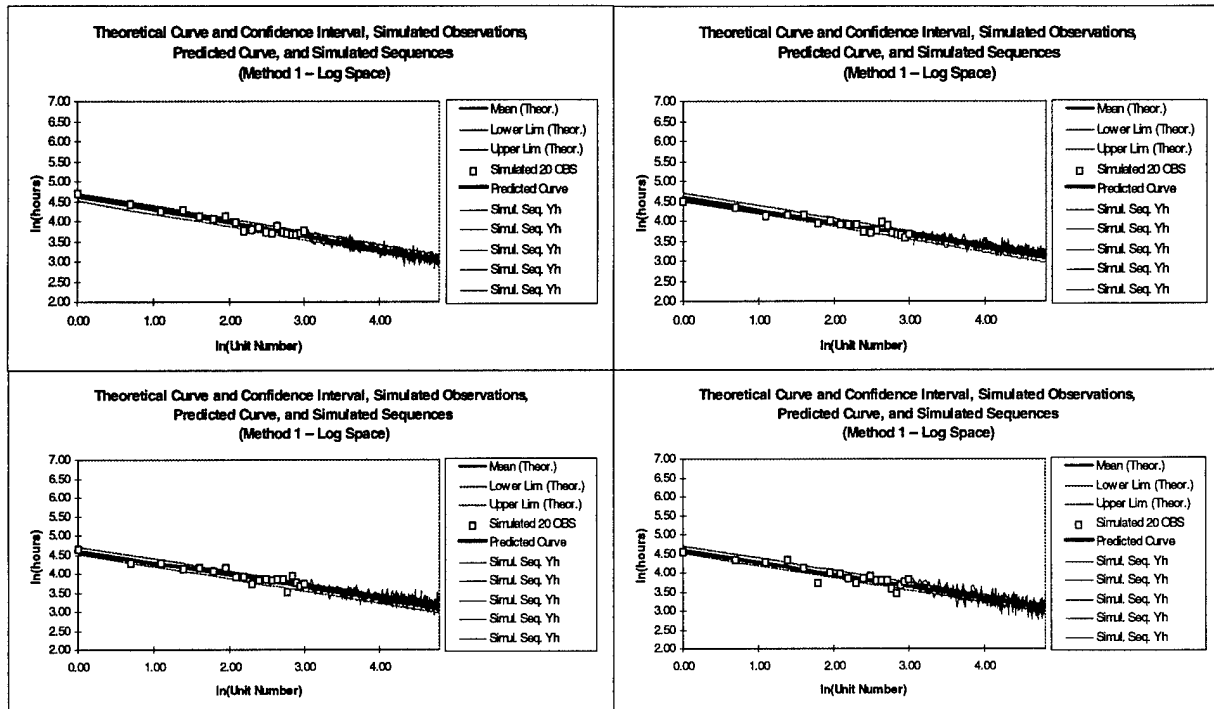 Theoretical Curve and Confidence Interval, Simulated Observations,
Predicted Curve, and Simulated Sequences
(Method 1 – Log Space)
ln(hours)
7.00
6.50
6.00
5.50
5.00
4.50
4.00
3.50
3.00
2.50
2.00
0.00 1.00 2.00 3.00 4.00
ln(Unit Number)
Mean (Theor.)
Lower Lim (Theor.)
Upper Lim (Theor.)
Simulated 20 OBS
Predicted Curve
Simul. Seq. Yh
Simul. Seq. Yh
Simul. Seq. Yh
Simul. Seq. Yh
Simul. Seq. Yh
Theoretical Curve and Confidence Interval, Simulated Observations,
Predicted Curve, and Simulated Sequences
(Method 1 – Log Space)
ln(hours)
7.00
6.50
6.00
5.50
5.00
4.50
4.00
3.50
3.00
2.50
2.00
0.00 1.00 2.00 3.00 4.00
ln(Unit Number)
Mean (Theor.)
Lower Lim (Theor.)
Upper Lim (Theor.)
Simulated 20 OBS
Predicted Curve
Simul. Seq. Yh
Simul. Seq. Yh
Simul. Seq. Yh
Simul. Seq. Yh
Simul. Seq. Yh
Theoretical Curve and Confidence Interval, Simulated Observations,
Predicted Curve, and Simulated Sequences
(Method 1 – Log Space)
ln(hours)
7.00
6.50
6.00
5.50
5.00
4.50
4.00
3.50
3.00
2.50
2.00
0.00 1.00 2.00 3.00 4.00
ln(Unit Number)
Mean (Theor.)
Lower Lim (Theor.)
Upper Lim (Theor.)
Simulated 20 OBS
Predicted Curve
Simul. Seq. Yh
Simul. Seq. Yh
Simul. Seq. Yh
Simul. Seq. Yh
Simul. Seq. Yh
Theoretical Curve and Confidence Interval, Simulated Observations,
Predicted Curve, and Simulated Sequences
(Method 1 – Log Space)
ln(hours)
7.00
6.50
6.00
5.50
5.00
4.50
4.00
3.50
3.00
2.50
2.00
0.00 1.00 2.00 3.00 4.00
ln(Unit Number)
Mean (Theor.)
Lower Lim (Theor.)
Upper Lim (Theor.)
Simulated 20 OBS
Predicted Curve
Simul. Seq. Yh
Simul. Seq. Yh
Simul. Seq. Yh
Simul. Seq. Yh
Simul. Seq. Yh